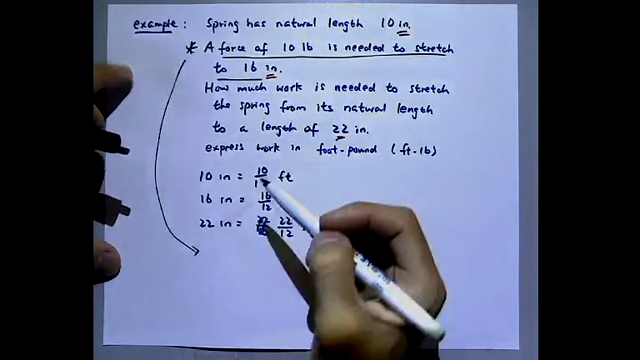 example: Spring has natural length 10 in.
* A force of 10 lb is needed to stretch
to 16 in.
How much work is needed to stretch
the spring from its natural length
to a length of 22 in.
express work in foot-pound (ft-lb)
10 in = 10/1 ft
16 in = 16/12
22 in = 22/12